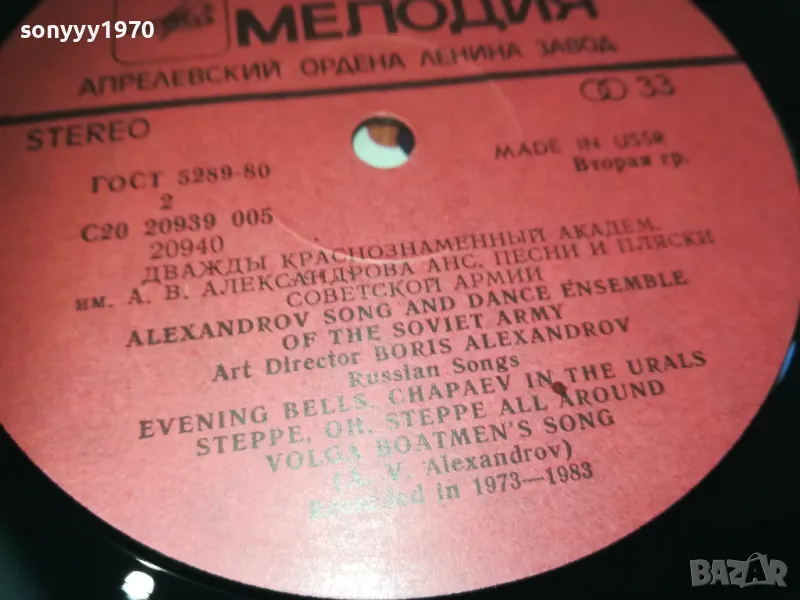 sonyyy1970
МЕЛОДИЯ
АПРЕЛЕВСКИЙ ОРДЕНА ЛЕНИНА ЗАВОД
STEREO
33
ГОСТ 5289-80
MADE IN USSR
2
Вторая гр.
С20 20939 005
20940
ДВАЖДЫ КРАСНОЗНАМЕННЫЙ АКАДЕМ.
им. А. В. АЛЕКСАНДРОВА АНС. ПЕСНИ И ПЛЯСКИ
СОВЕТСКОЙ АРМИИ
ALEXANDROV SONG AND DANCE ENSEMBLE
OF THE SOVIET ARMY
Art Director BORIS ALEXANDROV
Russian Songs
EVENING BELLS, CHAPAEV IN THE URALS
STEPPE, OH, STEPPE ALL AROUND
VOLGA BOATMEN'S SONG
(A. V. Alexandrov)
Recorded in 1973—1983
BAZAR
bazar.bg